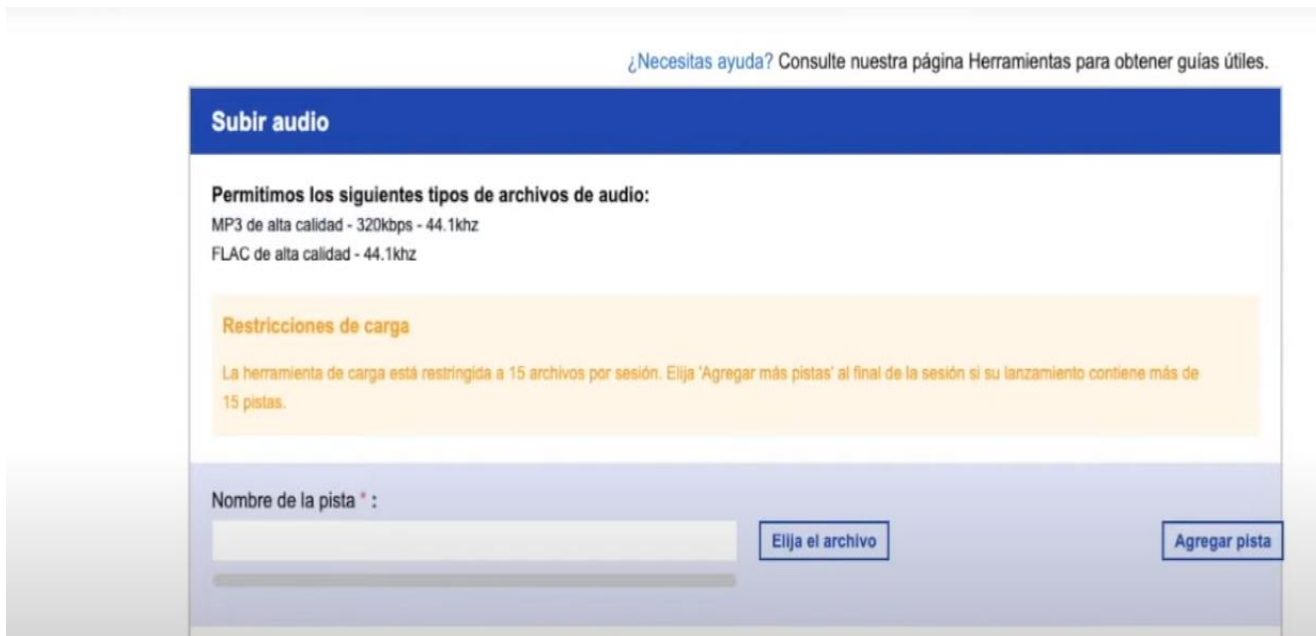 ¿Necesitas ayuda? Consulte nuestra página Herramientas para obtener guías útiles.
Subir audio
Permitimos los siguientes tipos de archivos de audio:
MP3 de alta calidad - 320kbps - 44.1khz
FLAC de alta calidad - 44.1khz
Restricciones de carga
La herramienta de carga está restringida a 15 archivos por sesión. Elija 'Agregar más pistas' al final de la sesión si su lanzamiento contiene más de
15 pistas.
Nombre de la pista * :
Elija el archivo
Agregar pista